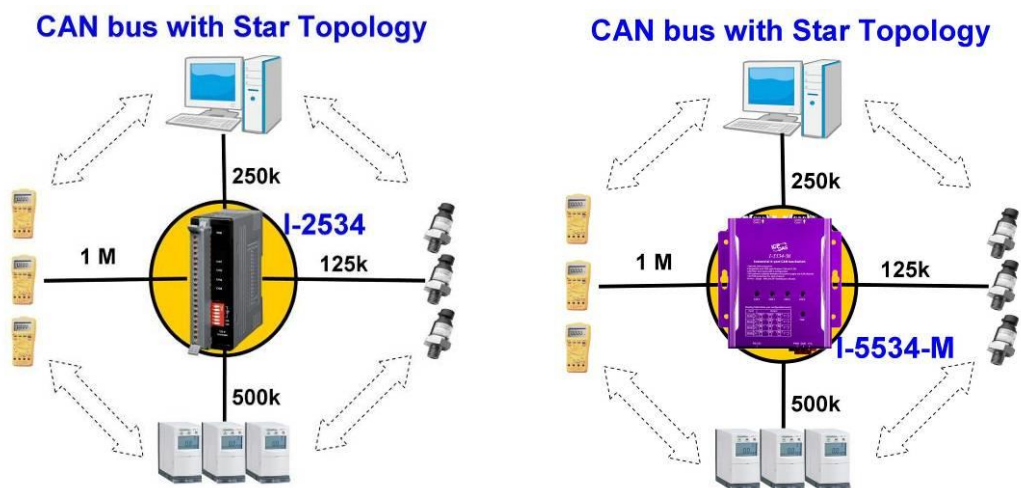 CAN bus with Star Topology
250k
I-2534
1 M
125k
500k
CAN bus with Star Topology
250k
1 M
I-5534-M
125k
I-5534-M
500k